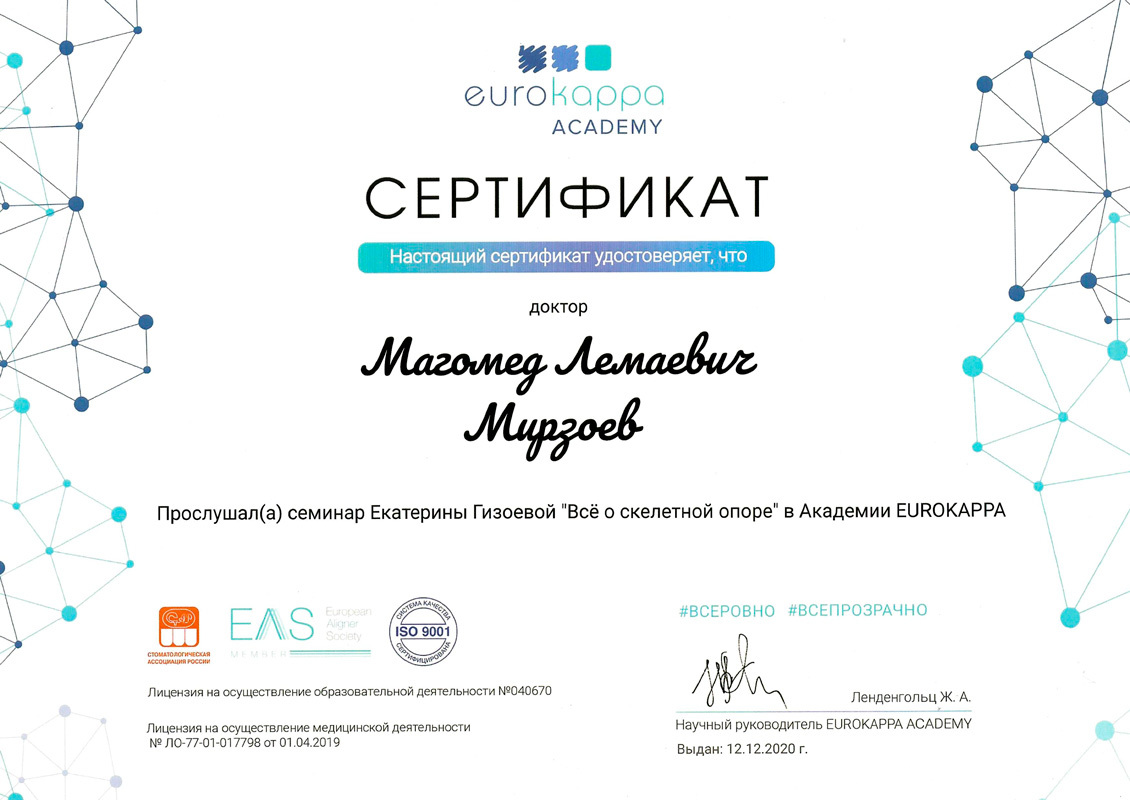 eurokappa
ACADEMY
СЕРТИФИКАТ
Настоящий сертификат удостоверяет, что
доктор
Магомед Лемаевич
Мирзоев
Прослушал(а) семинар Екатерины Гизоевой "Всё о скелетной опоре" в Академии EUROKAPPA
СТОМАТОЛОГИЧЕСКАЯ
АССОЦИАЦИЯ РОССИИ
EAS
European
Aligner
Society
MEMBER
СИСТЕМА КАЧЕСТВА
ISO 9001
СЕРТИФИЦИРОВАНА
#ВСЕРОВНО #ВСЕПРОЗРАЧНО
Лицензия на осуществление образовательной деятельности №040670
Лицензия на осуществление медицинской деятельности
№ ЛО-77-01-017798 от 01.04.2019
Ленденгольц Ж. А.
Научный руководитель EUROKAPPA ACADEMY
Выдан: 12.12.2020 г.